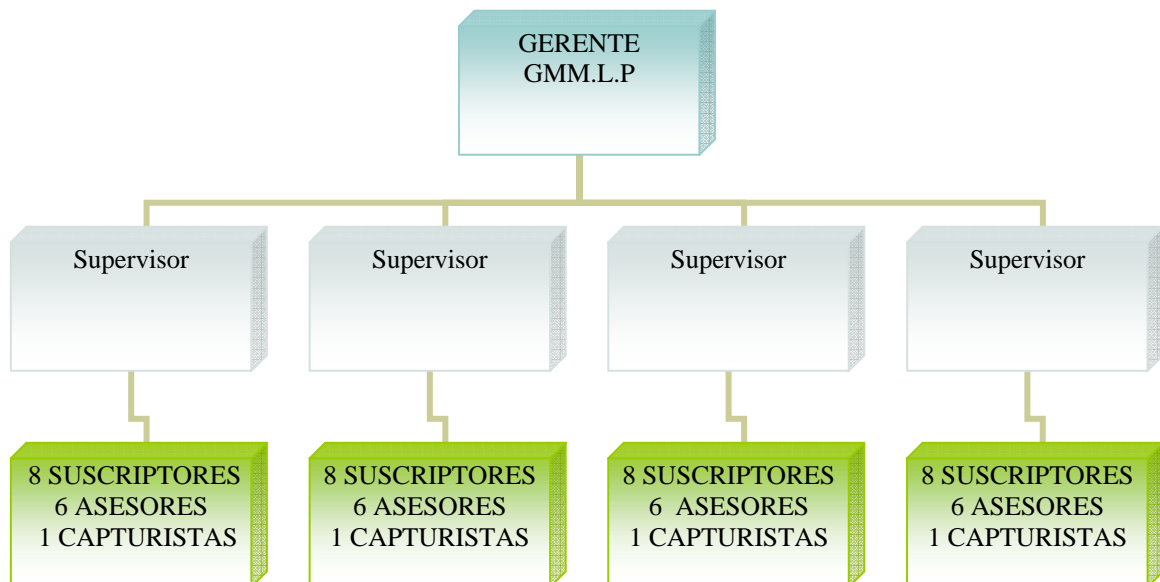 GERENTE
GMM.L.P
Supervisor
Supervisor
Supervisor
Supervisor
8 SUSCRIPTORES
6 ASESORES
1 CAPTURISTAS
8 SUSCRIPTORES
6 ASESORES
1 CAPTURISTAS
8 SUSCRIPTORES
6 ASESORES
1 CAPTURISTAS
8 SUSCRIPTORES
6 ASESORES
1 CAPTURISTAS